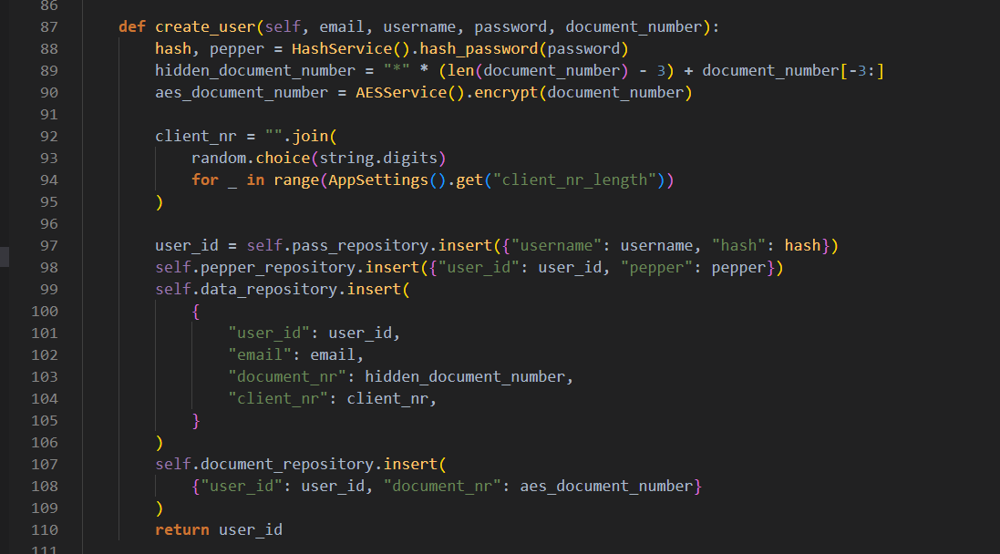 86
87 def create_user(self, email, username, password, document_number):
88 hash, pepper = HashService().hash_password(password)
89 hidden_document_number = "*" * (len(document_number) - 3) + document_number[-3:]
90 aes_document_number = AESService().encrypt(document_number)
91
92 client_nr = "".join(
93 random.choice(string.digits)
94 for _ in range(AppSettings().get("client_nr_length"))
95 )
96
97 user_id = self.pass_repository.insert({"username": username, "hash": hash})
98 self.pepper_repository.insert({"user_id": user_id, "pepper": pepper})
99 self.data_repository.insert(
100 {
101 "user_id": user_id,
102 "email": email,
103 "document_nr": hidden_document_number,
104 "client_nr": client_nr,
105 }
106 )
107 self.document_repository.insert(
108 {"user_id": user_id, "document_nr": aes_document_number}
109 )
110 return user_id
111